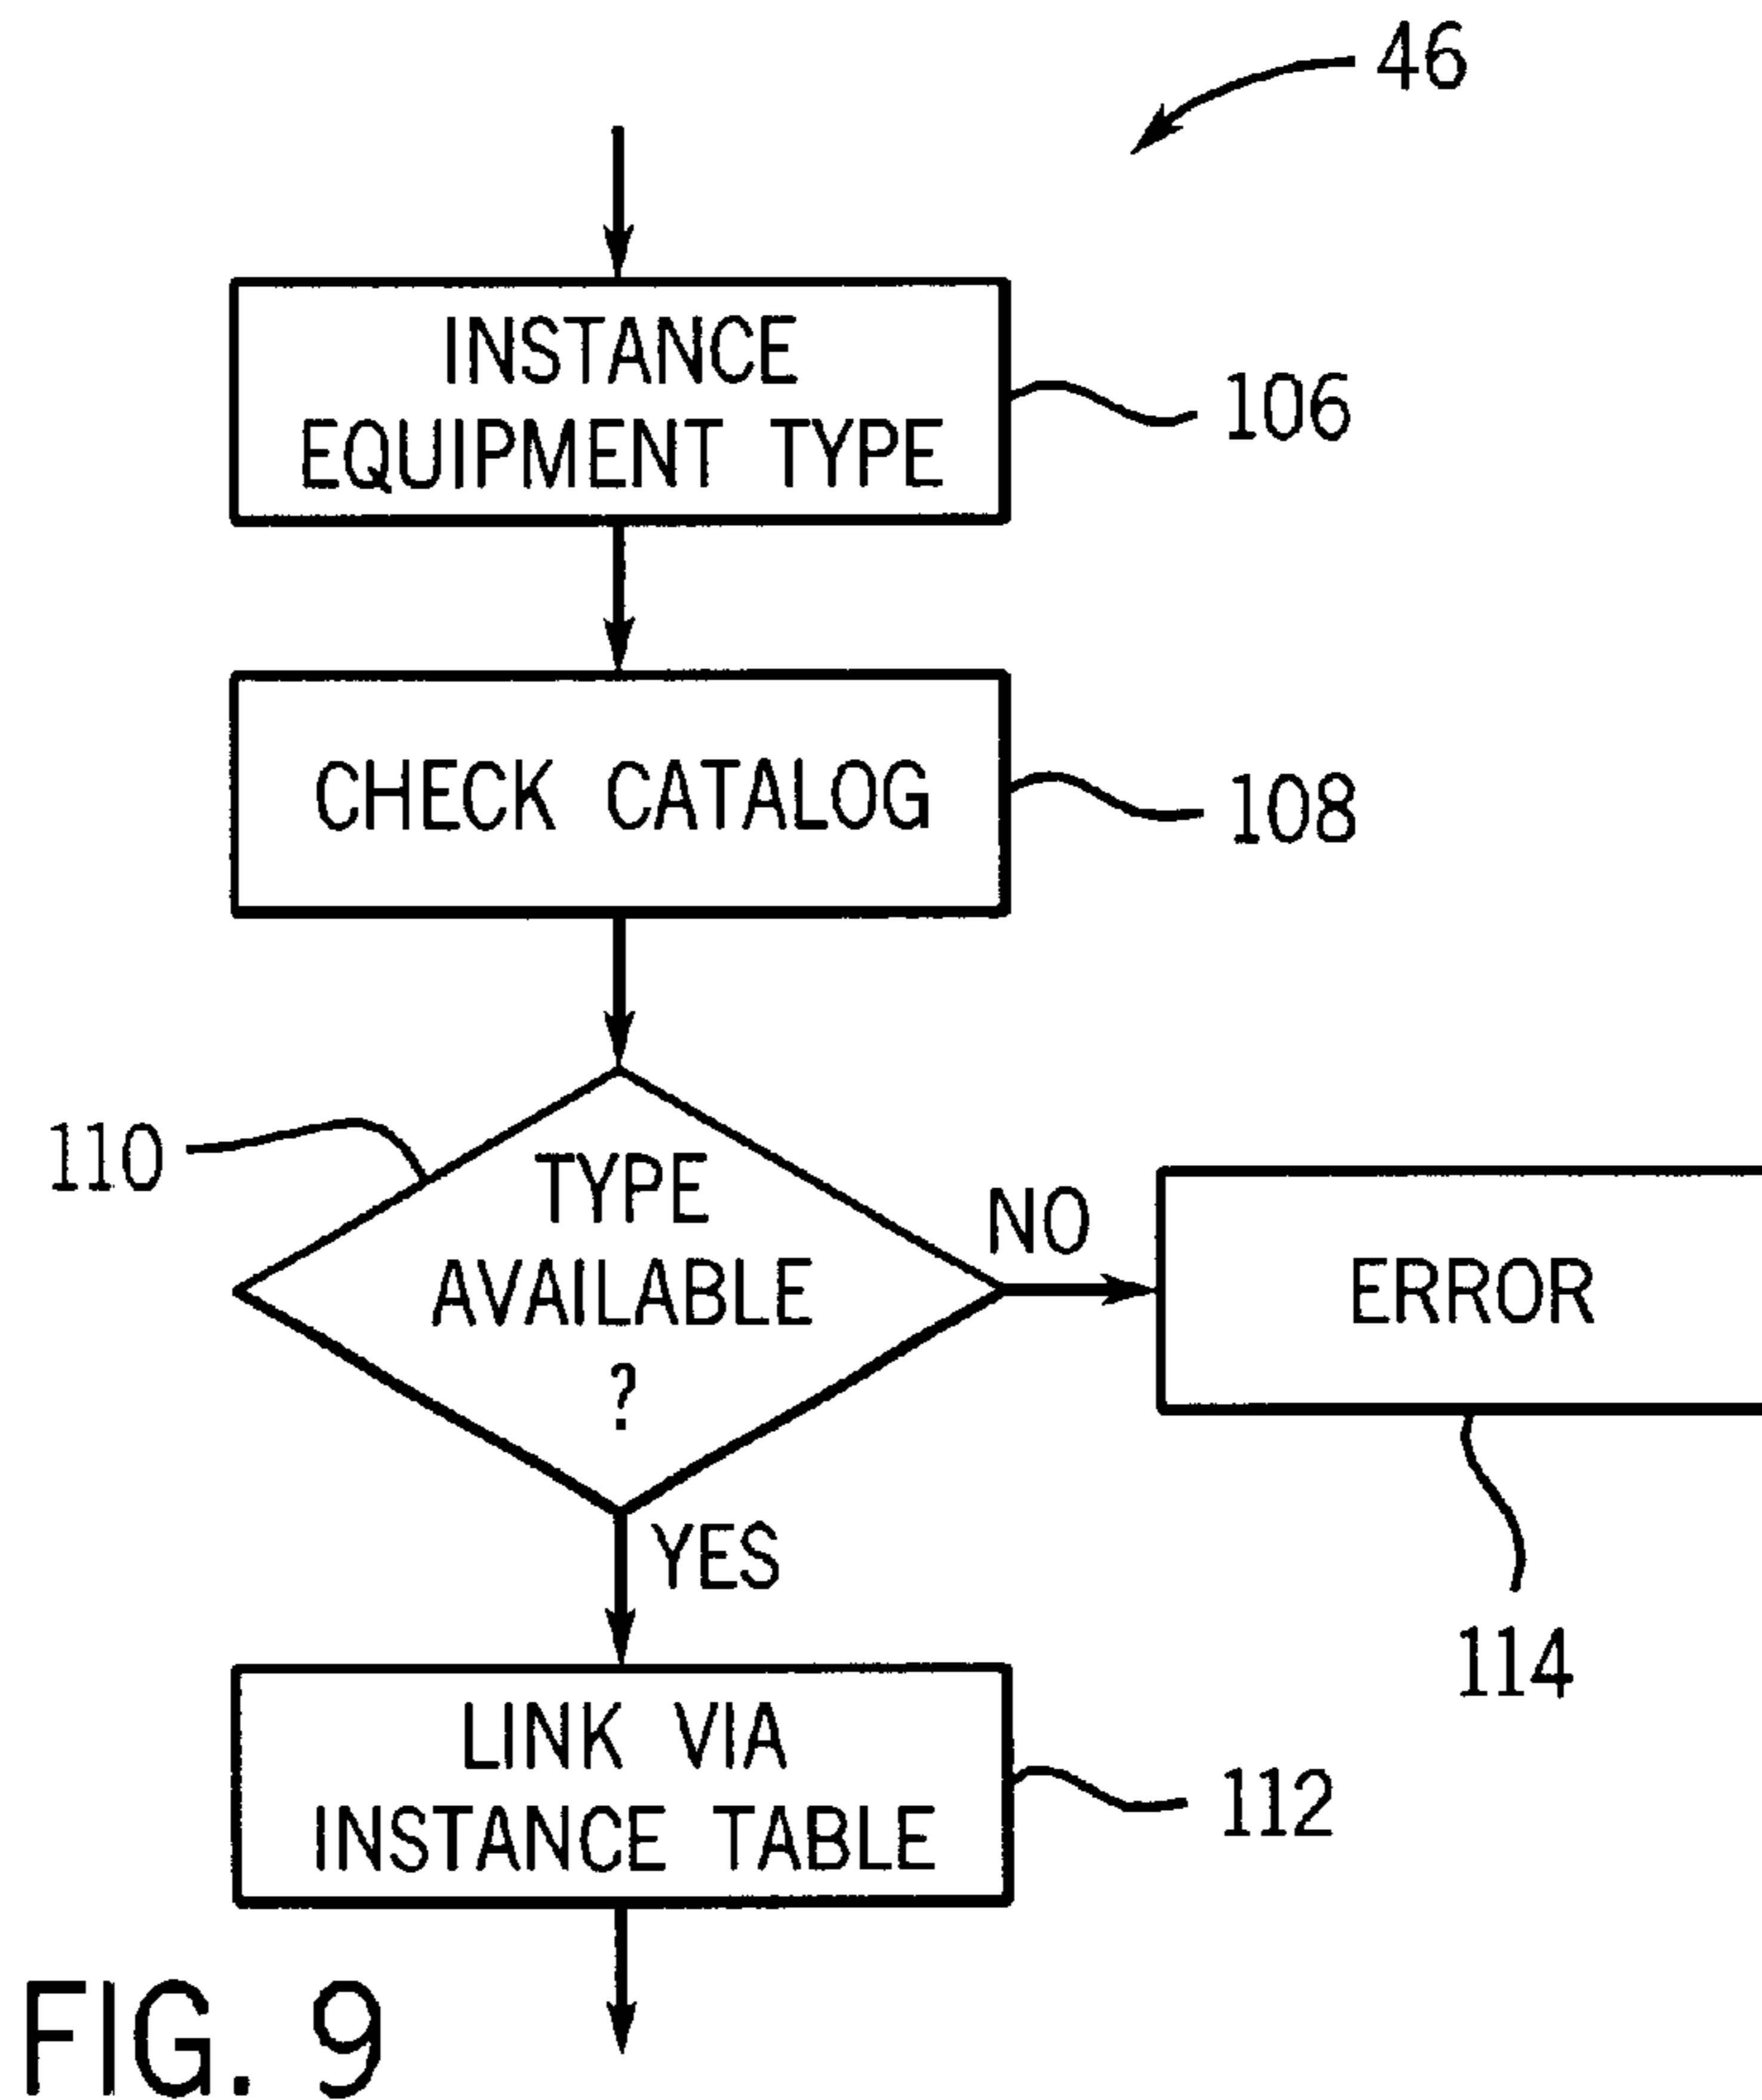 46
INSTANCE
EQUIPMENT TYPE
106
CHECK CATALOG
108
110
TYPE
AVAILABLE
?
NO
ERROR
YES
114
LINK VIA
INSTANCE TABLE
112
FIG. 9